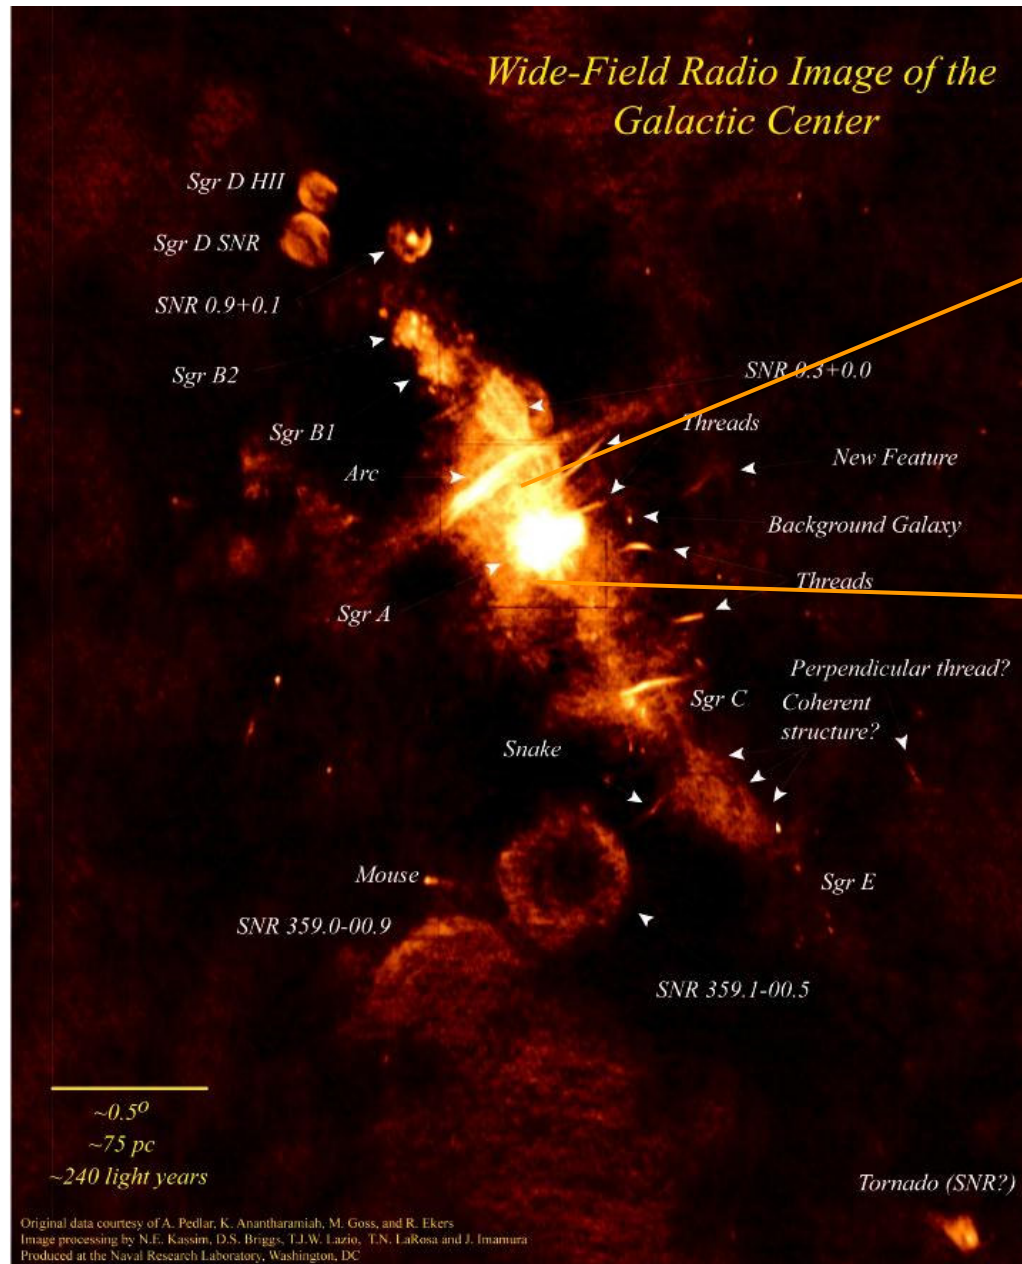 Wide-Field Radio Image of the
Galactic Center
Sgr D HII
Sgr D SNR
SNR 0.9+0.1
Sgr B2
SNR 0.3+0.0
Sgr B1
Threads
Arc
New Feature
Background Galaxy
Threads
Sgr A
Perpendicular thread?
Sgr C
Coherent
structure?
Snake
Mouse
Sgr E
SNR 359.0-00.9
SNR 359.1-00.5
~0.5°
~75 pc
~240 light years
Tornado (SNR?)
Original data courtesy of A. Pedlar, K. Anantharamiah, M. Goss, and R. Ekers
Image processing by N.E. Kassim, D.S. Briggs, T.J.W. Lazio, T.N. LaRosa and J. Imamura
Produced at the Naval Research Laboratory, Washington, DC